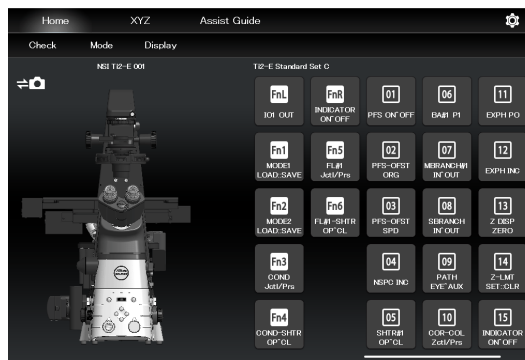 Home XYZ Assist Guide
Check Mode Display
NSI Ti2-E 001
Ti2-E Standard Set C
FnL FnR 01 06 11
IO1 OUT INDICATOR ON⁻OFF PFS ON⁻OFF BA#1 P1 EXPH PO
Fn1 Fn5 02 07 12
MODE1 LOAD::SAVE FL#1 Jctl/Prs PFS-OFST ORG MEIRANCH#1 IN⁻OUT EXPH INC
Fn2 Fn6 03 08 13
MODE2 LOAD::SAVE FL#1-SHTR OP⁻CL PFS-OFST SPD SBRANCH IN⁻OUT Z DISP ZERO
Fn3 04 09 14
COND Jctl/Prs NSPC INC PATH EYE⁻AUX Z-LMT SET::CLR
Fn4 05 10 15
COND-SHTR OP⁻CL SHTR#1 OP⁻CL COR-COL Zctl/Prs INDICATOR ON⁻OFF